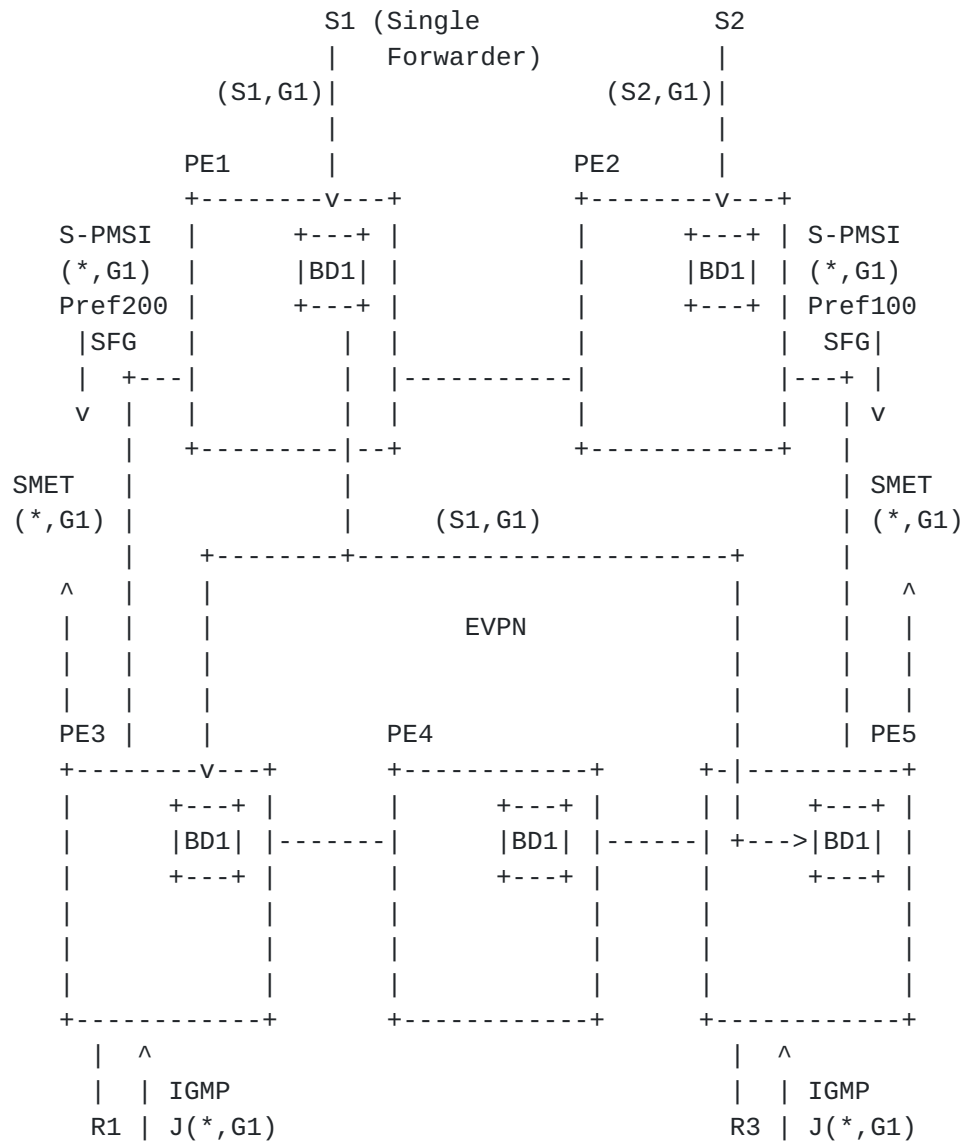 S1 (Single S2
Forwarder)
(S1,G1) (S2,G1)
PE1 PE2
S-PMSI S-PMSI
(*,G1) BD1 BD1 (*,G1)
Pref200 Pref100
SFG SFG
SMET SMET
(*,G1) (S1,G1) (*,G1)
EVPN
PE3 PE4 PE5
BD1 BD1 BD1
IGMP IGMP
R1 J(*,G1) R3 J(*,G1)